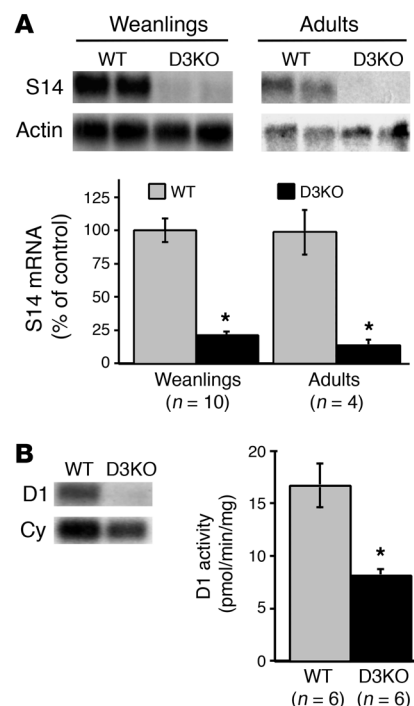 A
Weanlings Adults
WT D3KO WT D3KO
S14
Actin
WT D3KO
S14 mRNA
(% of control)
125
100
75
50
25
0
*
*
Weanlings Adults
(n = 10) (n = 4)
B
WT D3KO
D1
Cy
D1 activity
(pmol/min/mg)
20
15
10
5
0
*
WT D3KO
(n = 6) (n = 6)